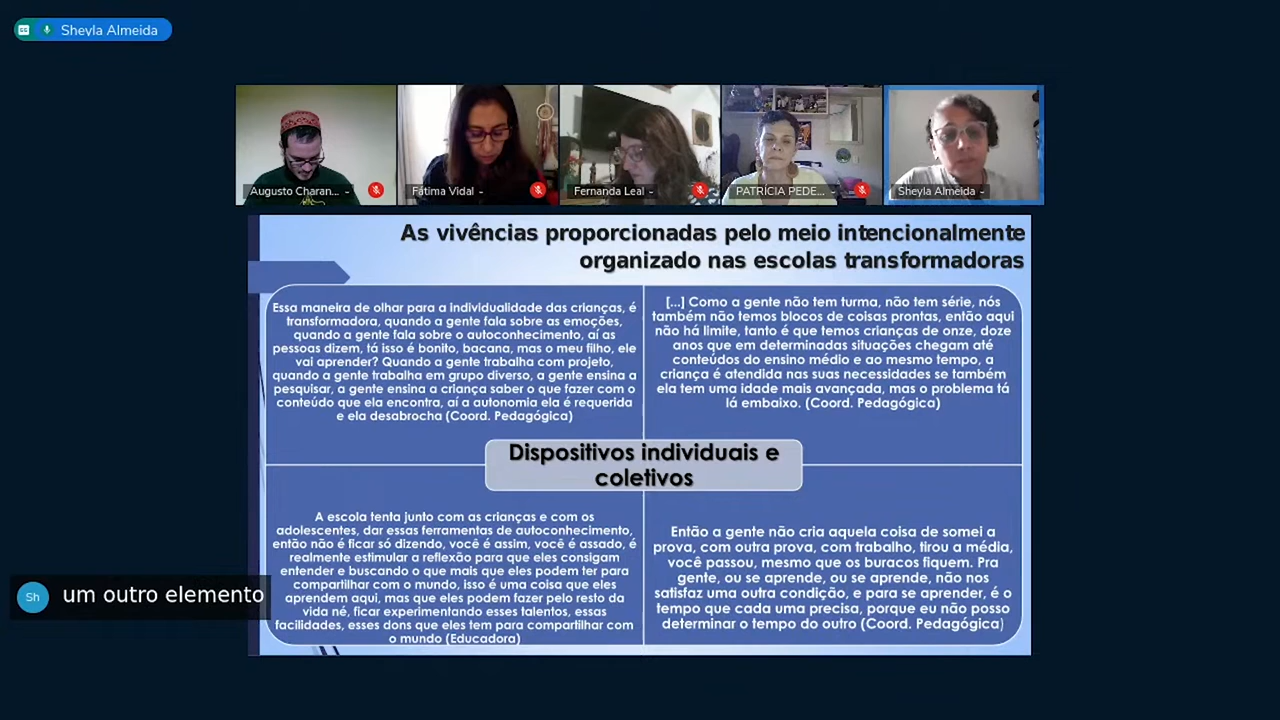 Sheyla Almeida
Augusto Charan...
Fátima Vidal
Fernanda Leal
PATRÍCIA PEDE...
Sheyla Almeida
As vivências proporcionadas pelo meio intencionalmente
organizado nas escolas transformadoras
Essa maneira de olhar para a individualidade das crianças, é
transformadora, quando a gente fala sobre as emoções,
quando a gente fala sobre o autoconhecimento, aí as
pessoas dizem, tá isso é bonito, bacana, mas o meu filho, ele
vai aprender? Quando a gente trabalha com projeto,
quando a gente trabalha em grupo diverso, a gente ensina a
pesquisar, a gente ensina a criança saber o que fazer com o
conteúdo que ela encontra, aí a autonomia ela é requerida
e ela desabrocha (Coord. Pedagógica)
[...] Como a gente não tem turma, não tem série, nós
também não temos blocos de coisas prontas, então aqui
não há limite, tanto é que temos crianças de onze, doze
anos que em determinadas situações chegam até
conteúdos do ensino médio e ao mesmo tempo, a
criança é atendida nas suas necessidades se também
ela tem uma idade mais avançada, mas o problema tá
lá embaixo. (Coord. Pedagógica)
Dispositivos individuais e
coletivos
A escola tenta junto com as crianças e com os
adolescentes, dar essas ferramentas de autoconhecimento,
então não é ficar só dizendo, você é assim, você é assado, é
realmente estimular a reflexão para que eles consigam
entender e buscando o que mais que eles podem ter para
compartilhar com o mundo, isso é uma coisa que eles
aprendem aqui, mas que eles podem fazer pelo resto da
vida né, ficar experimentando esses talentos, essas
facilidades, esses dons que eles tem para compartilhar com
o mundo (Educadora)
Então a gente não cria aquela coisa de somei a
prova, com outra prova, com trabalho, tirou a média,
você passou, mesmo que os buracos fiquem. Pra
gente, ou se aprende, ou se aprende, não nos
satisfaz uma outra condição, e para se aprender, é o
tempo que cada uma precisa, porque eu não posso
determinar o tempo do outro (Coord. Pedagógica)
Sh
um outro elemento